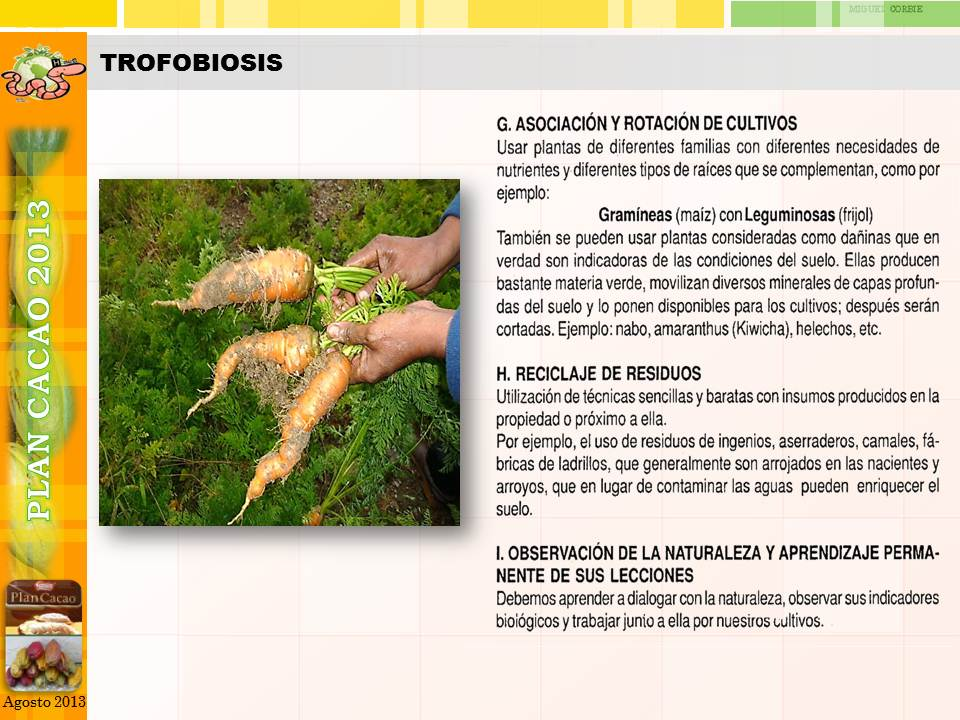 MIGUEL CORBIE
TROFOBIOSIS
PLAN CACAO 2013
G. ASOCIACIÓN Y ROTACIÓN DE CULTIVOS
Usar plantas de diferentes familias con diferentes necesidades de
nutrientes y diferentes tipos de raíces que se complementan, como por
ejemplo:
Gramíneas (maíz) con Leguminosas (frijol)
También se pueden usar plantas consideradas como dañinas que en
verdad son indicadoras de las condiciones del suelo. Ellas producen
bastante materia verde, movilizan diversos minerales de capas profun-
das del suelo y lo ponen disponibles para los cultivos; después serán
cortadas. Ejemplo: nabo, amaranthus (Kiwicha), helechos, etc.
H. RECICLAJE DE RESIDUOS
Utilización de técnicas sencillas y baratas con insumos producidos en la
propiedad o próximo a ella.
Por ejemplo, el uso de residuos de ingenios, aserraderos, camales, fá-
bricas de ladrillos, que generalmente son arrojados en las nacientes y
arroyos, que en lugar de contaminar las aguas pueden enriquecer el
suelo.
I. OBSERVACIÓN DE LA NATURALEZA Y APRENDIZAJE PERMA-
NENTE DE SUS LECCIONES
Debemos aprender a dialogar con la naturaleza, observar sus indicadores
biológicos y trabajar junto a ella por nuestros cultivos.
PlanCacao
Agosto 2013